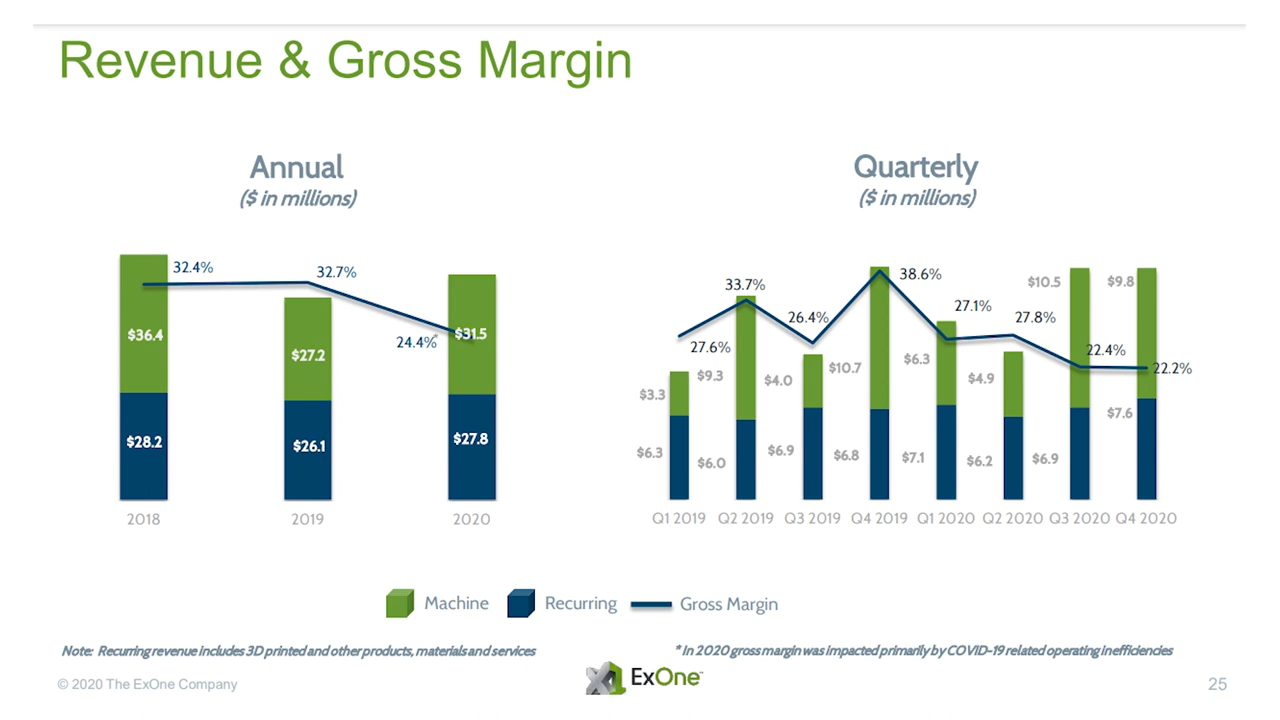 Revenue & Gross Margin
Annual
($ in millions)
32.4%
32.7%
24.4%*
$36.4
$27.2
$31.5
$28.2
$26.1
$27.8
2018 2019 2020
Quarterly
($ in millions)
27.6%
33.7%
26.4%
38.6%
27.1%
27.8%
22.4%
22.2%
$3.3
$9.3
$4.0
$10.7
$6.3
$4.9
$10.5
$9.8
$6.3
$6.0
$6.9
$6.8
$7.1
$6.2
$6.9
$7.6
Q1 2019 Q2 2019 Q3 2019 Q4 2019 Q1 2020 Q2 2020 Q3 2020 Q4 2020
Machine Recurring Gross Margin
Note: Recurring revenue includes 3D printed and other products, materials and services
* In 2020 gross margin was impacted primarily by COVID-19 related operating inefficiencies
© 2020 The ExOne Company
X1 ExOne™
25